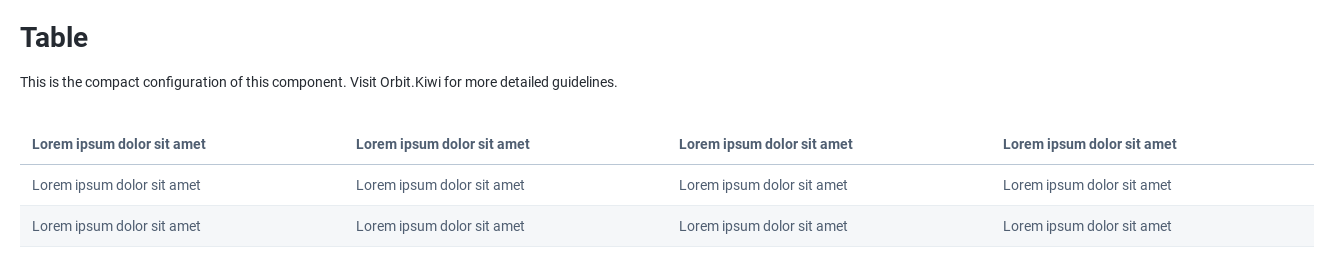 Table
This is the compact configuration of this component. Visit Orbit.Kiwi for more detailed guidelines.
Lorem ipsum dolor sit amet Lorem ipsum dolor sit amet Lorem ipsum dolor sit amet Lorem ipsum dolor sit amet
Lorem ipsum dolor sit amet Lorem ipsum dolor sit amet Lorem ipsum dolor sit amet Lorem ipsum dolor sit amet
Lorem ipsum dolor sit amet Lorem ipsum dolor sit amet Lorem ipsum dolor sit amet Lorem ipsum dolor sit amet